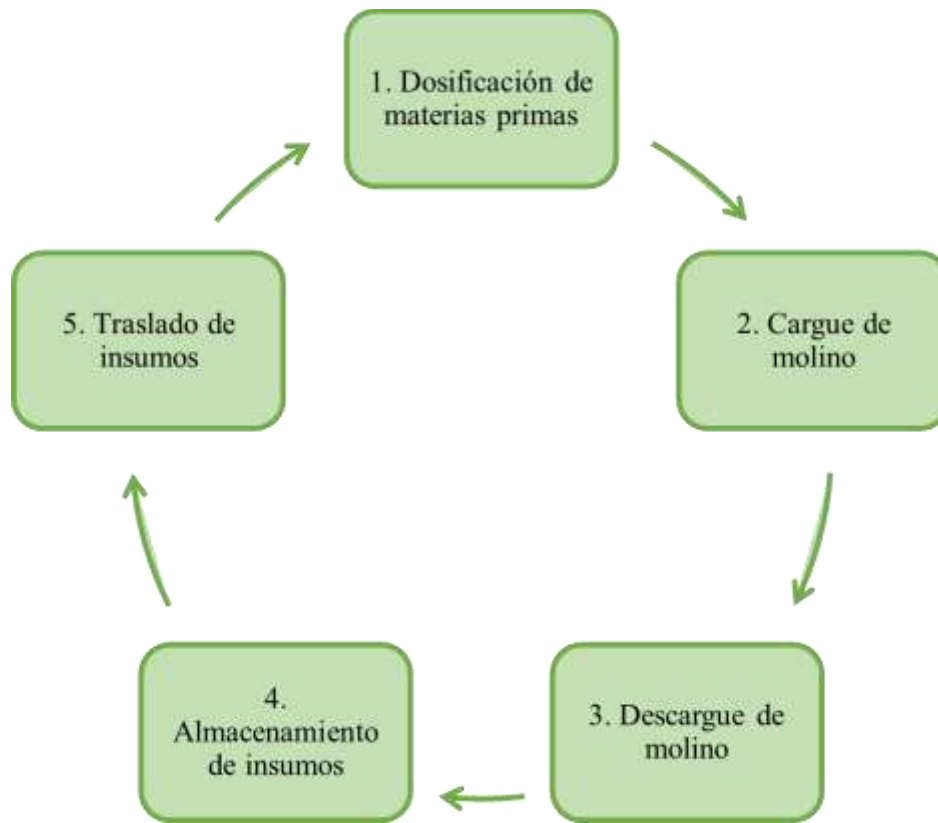 1. Dosificación de
materias primas
2. Cargue de
molino
3. Descargue de
molino
4.
Almacenamiento
de insumos
5. Traslado de
insumos